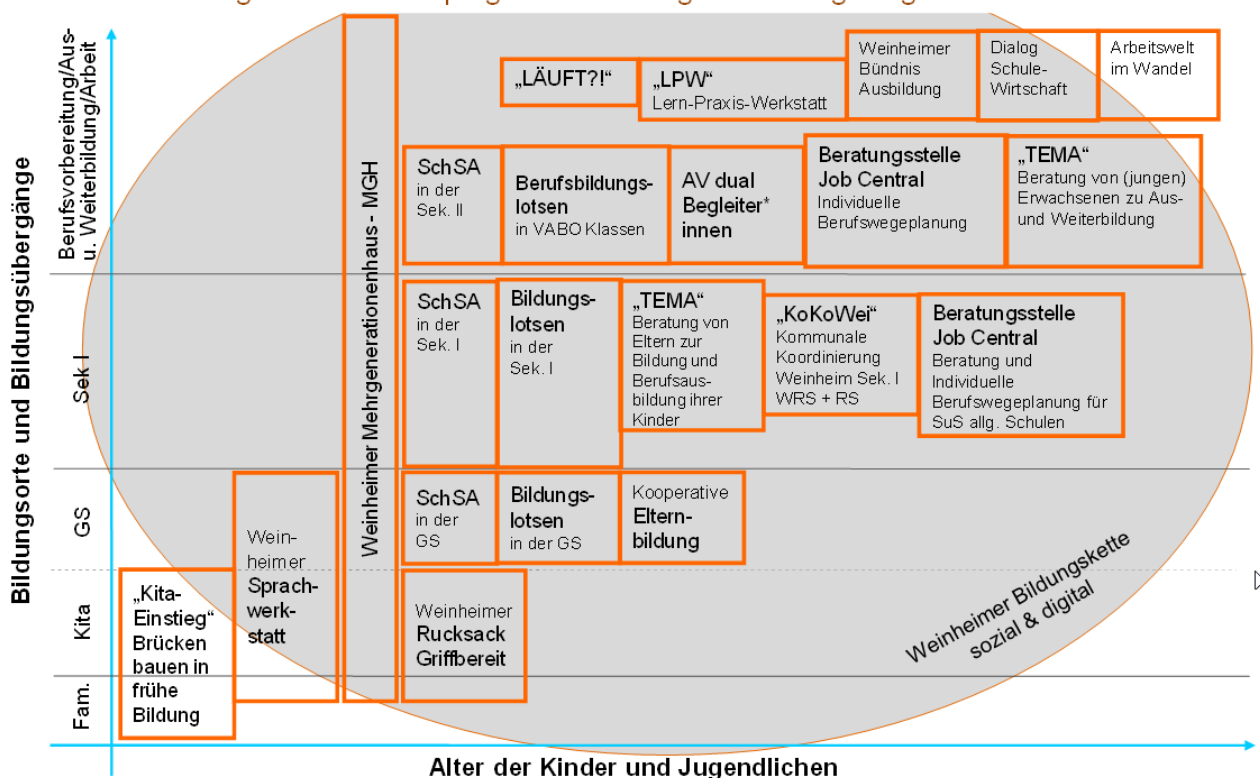 Berufsvorbereitung/Aus-
u. Weiterbildung/Arbeit
„LÄUFT?!“
„LPW“
Lern-Praxis-Werkstatt
Weinheimer
Bündnis
Ausbildung
Dialog
Schule-
Wirtschaft
Arbeitswelt
im Wandel
SchSA
in der
Sek. II
Berufsbildungs-
lotsen
in VABO Klassen
AV dual
Begleiter*
innen
Beratungsstelle
Job Central
Individuelle
Berufswegeplanung
„TEMA“
Beratung von (jungen)
Erwachsenen zu Aus-
und Weiterbildung
Bildungsorte und Bildungsübergänge
Weinheimer Mehrgenerationenhaus - MGH
Sek I
SchSA
in der
Sek. I
Bildungs-
lotsen
in der
Sek. I
„TEMA“
Beratung von
Eltern zur
Bildung und
Berufsaus-
bildung ihrer
Kinder
„KoKoWei“
Kommunale
Koordinierung
Weinheim Sek. I
WRS + RS
Beratungsstelle
Job Central
Beratung und
Individuelle
Berufswegeplanung für
SuS allg. Schulen
GS
Wein-
heimer
Sprach-
werk-
statt
SchSA
in der
GS
Bildungs-
lotsen
in der GS
Kooperative
Eltern-
bildung
Kita
„Kita-
Einstieg“
Brücken
bauen in
frühe
Bildung
Weinheimer
Rucksack
Griffbereit
Weinheimer Bildungskette
sozial & digital
Fam.
Alter der Kinder und Jugendlichen